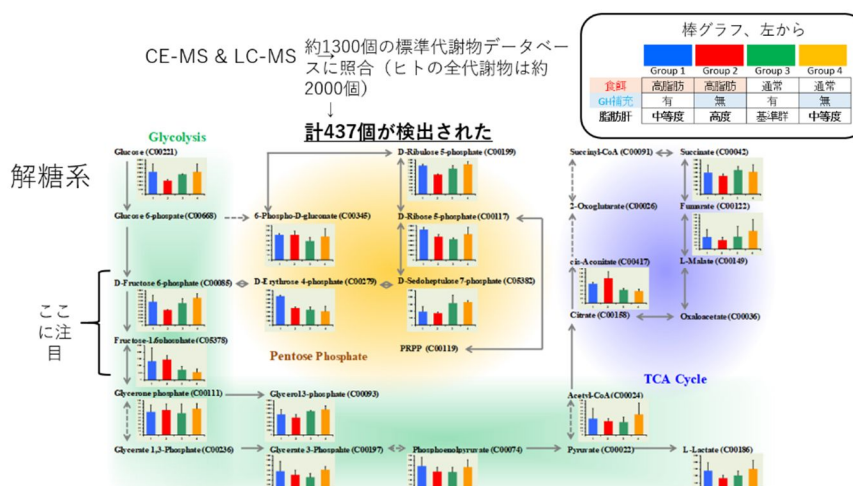 CE-MS & LC-MS → 約1300個の標準代謝物データベー
スに照合（ヒトの全代謝物は約
2000個）
↓
計437個が検出された
棒グラフ、左から
Group 1 Group 2 Group 3 Group 4
食餌 高脂肪 高脂肪 通常 通常
GH補充 有 無 有 無
脂肪肝 中等度 高度 基準群 中等度
解糖系
ここ
に注
目
Glycolysis
Glucose (C00221)
Glucose 6-phospate (C00668)
D-Fructose 6-phosphate (C00085)
Fructose-1,6phosphate (C05378)
Glycerone phosphate (C00111)
Glycerate 1,3-Phosphate (C00236)
Glycerol3-phosphate (C00093)
Glycerate 3-Phospahte (C00197)
Phosphoenolpyruvate (C00074)
Pyruvate (C00022)
L-Lactate (C00186)
D-Ribulose 5-phosphate (C00199)
6-Phospho-D-gluconate (C00345)
D-Ribose 5-phosphate (C00117)
D-Erythrose 4-phosphate (C00279)
D-Sedoheptulose 7-phosphate (C05382)
PRPP (C00119)
Pentose Phosphate
Succinyl-CoA (C00091)
Succinate (C00042)
2-Oxoglutarate (C00026)
Fumarate (C00122)
cis-Aconitate (C00417)
L-Malate (C00149)
Citrate (C00158)
Oxaloacetate (C00036)
TCA Cycle
Acetyl-CoA (C00024)